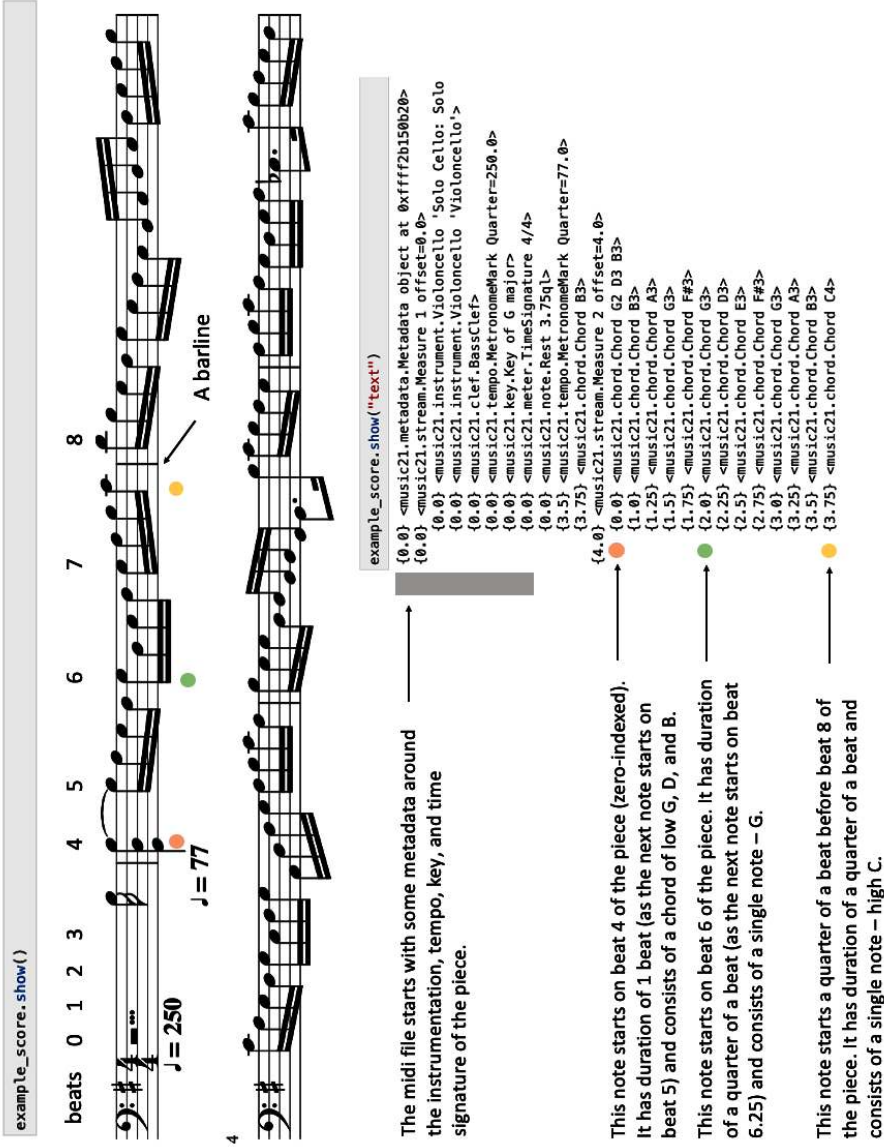 example_score.show()
beats 0 1 2 3 4 5 6 7 8
♩= 250
♩= 77
A barline
4
example_score.show("text")
{0.0} <music21.metadata.Metadata object at 0xffff2b150b20>
{0.0} <music21.stream.Measure 1 offset=0.0>
{0.0} <music21.instrument.Violoncello 'Solo Cello: Solo
{0.0} <music21.instrument.Violoncello 'Violoncello'>
{0.0} <music21.clef.BassClef>
{0.0} <music21.tempo.MetronomeMark Quarter=250.0>
{0.0} <music21.key.Key of G major>
{0.0} <music21.meter.TimeSignature 4/4>
{0.0} <music21.note.Rest 3.75ql>
{3.5} <music21.tempo.MetronomeMark Quarter=77.0>
{3.75} <music21.chord.Chord B3>
{4.0} <music21.stream.Measure 2 offset=4.0>
{0.0} <music21.chord.Chord G2 D3 B3>
{1.0} <music21.chord.Chord B3>
{1.25} <music21.chord.Chord A3>
{1.5} <music21.chord.Chord G3>
{1.75} <music21.chord.Chord F#3>
{2.0} <music21.chord.Chord G3>
{2.25} <music21.chord.Chord D3>
{2.5} <music21.chord.Chord E3>
{2.75} <music21.chord.Chord F#3>
{3.0} <music21.chord.Chord G3>
{3.25} <music21.chord.Chord A3>
{3.5} <music21.chord.Chord B3>
{3.75} <music21.chord.Chord C4>
The midi file starts with some metadata around
the instrumentation, tempo, key, and time
signature of the piece.
This note starts on beat 4 of the piece (zero-indexed).
It has duration of 1 beat (as the next note starts on
beat 5) and consists of a chord of low G, D, and B.
This note starts on beat 6 of the piece. It has duration
of a quarter of a beat (as the next note starts on beat
6.25) and consists of a single note – G.
This note starts a quarter of a beat before beat 8 of
the piece. It has duration of a quarter of a beat and
consists of a single note – high C.